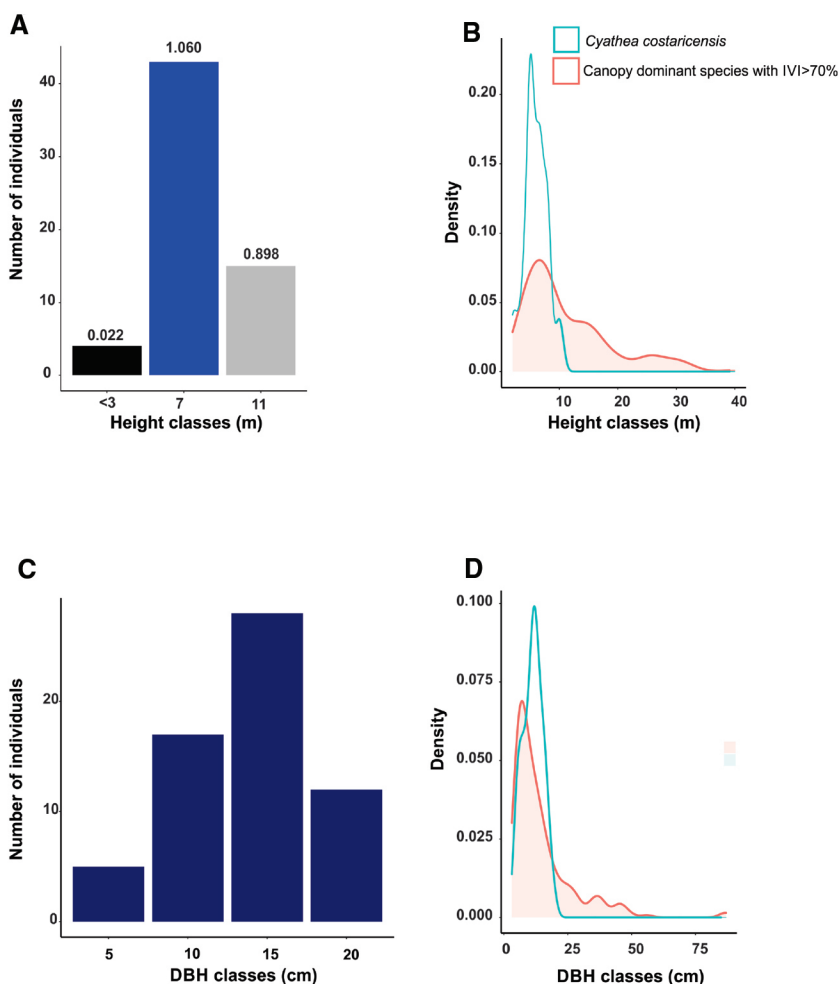 A
Number of individuals
40
30
20
10
0
1.060
0.898
0.022
<3
7
11
Height classes (m)
B
Cyathea costaricensis
Canopy dominant species with IVI>70%
Density
0.20
0.15
0.10
0.05
0.00
10
20
30
40
Height classes (m)
C
Number of individuals
20
10
0
5
10
15
20
DBH classes (cm)
D
Density
0.100
0.075
0.050
0.025
0.000
0
25
50
75
DBH classes (cm)